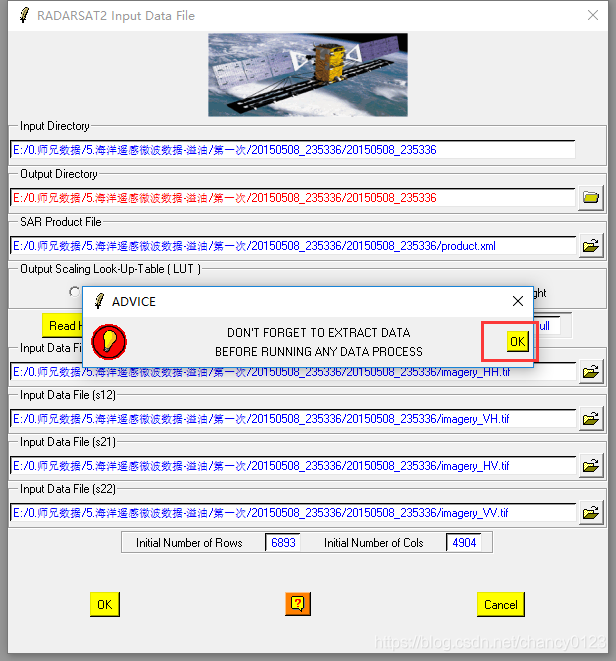 RADARSAT2 Input Data File
Input Directory
E:/0.师兄数据/5.海洋遥感微波数据-溢油/第一次/20150508_235336/20150508_235336
Output Directory
E:/0.师兄数据/5.海洋遥感微波数据-溢油/第一次/20150508_235336/20150508_235336
SAR Product File
E:/0.师兄数据/5.海洋遥感微波数据-溢油/第一次/20150508_235336/20150508_235336/product.xml
Output Scaling Look-Up-Table ( LUT )
ADVICE
DON'T FORGET TO EXTRACT DATA
BEFORE RUNNING ANY DATA PROCESS
OK
Read
Input Data
E:/0.师兄数据/5.海洋遥感微波数据-溢油/第一次/20150508_235336/20150508_235336/imagery_HH.tif
Input Data File (s12)
E:/0.师兄数据/5.海洋遥感微波数据-溢油/第一次/20150508_235336/20150508_235336/imagery_VH.tif
Input Data File (s21)
E:/0.师兄数据/5.海洋遥感微波数据-溢油/第一次/20150508_235336/20150508_235336/imagery_HV.tif
Input Data File (s22)
E:/0.师兄数据/5.海洋遥感微波数据-溢油/第一次/20150508_235336/20150508_235336/imagery_VV.tif
Initial Number of Rows 6893 Initial Number of Cols 4904
OK ? Cancel
https://blog.csdn.net/chancy0123